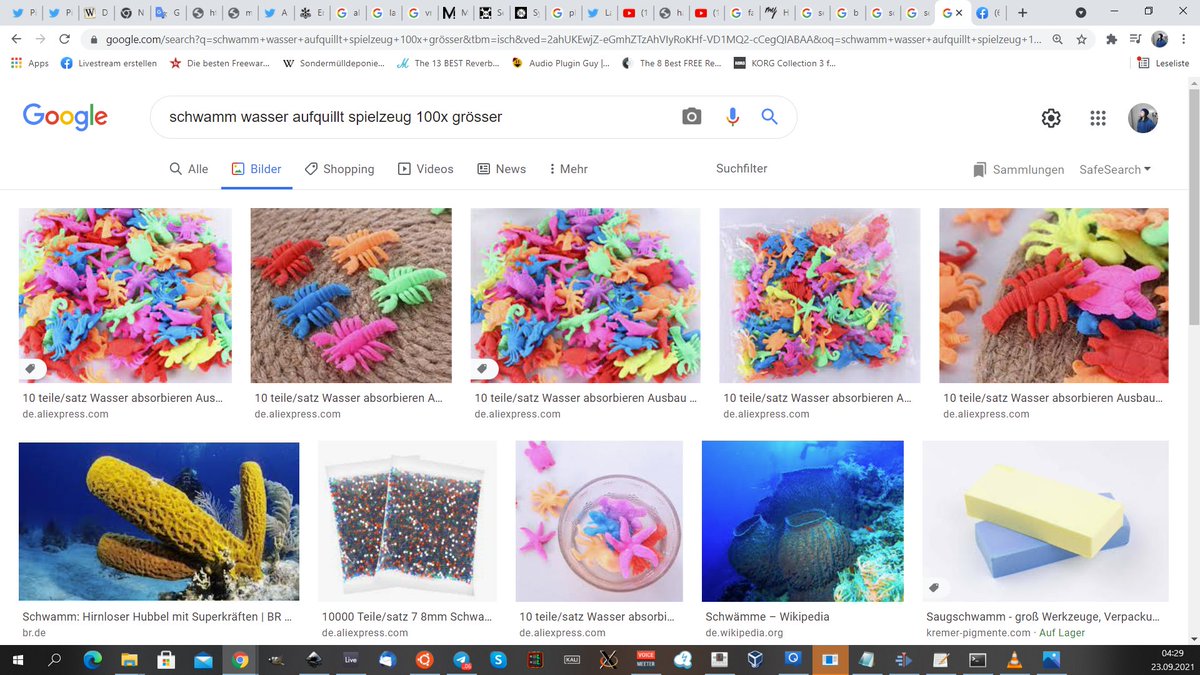 google.com/search?q=schwamm+wasser+aufquillt+spielzeug+100x+grösser&tbm=isch&ved=2ahUKEwjZ-eGmhZTzAhVIyRoKHf-VD1MQ2-cCegQIABAA&oq=schwamm+wasser+aufquillt+spielzeug+1...
Apps Livestream erstellen Die besten Freewar... Sondermülldeponie... The 13 BEST Reverb... Audio Plugin Guy |... The 8 Best FREE Re... KORG Collection 3 f... Leseliste
Google schwamm wasser aufquillt spielzeug 100x grösser
Alle Bilder Shopping Videos News Mehr Suchfilter Sammlungen SafeSearch
10 teile/satz Wasser absorbieren Aus... 10 teile/satz Wasser absorbieren A... 10 teile/satz Wasser absorbieren Ausbau ... 10 teile/satz Wasser absorbieren A... 10 teile/satz Wasser absorbieren Ausbau...
de.aliexpress.com de.aliexpress.com de.aliexpress.com de.aliexpress.com de.aliexpress.com
Schwamm: Hirnloser Hubbel mit Superkräften | BR ... 10000 Teile/satz 7 8mm Schwa... 10 teile/satz Wasser absorbi... Schwämme – Wikipedia Saugschwamm - groß Werkzeuge, Verpacku...
br.de de.aliexpress.com de.aliexpress.com de.wikipedia.org kremer-pigmente.com · Auf Lager
Live KALI VOICE MEETER 04:29
23.09.2021